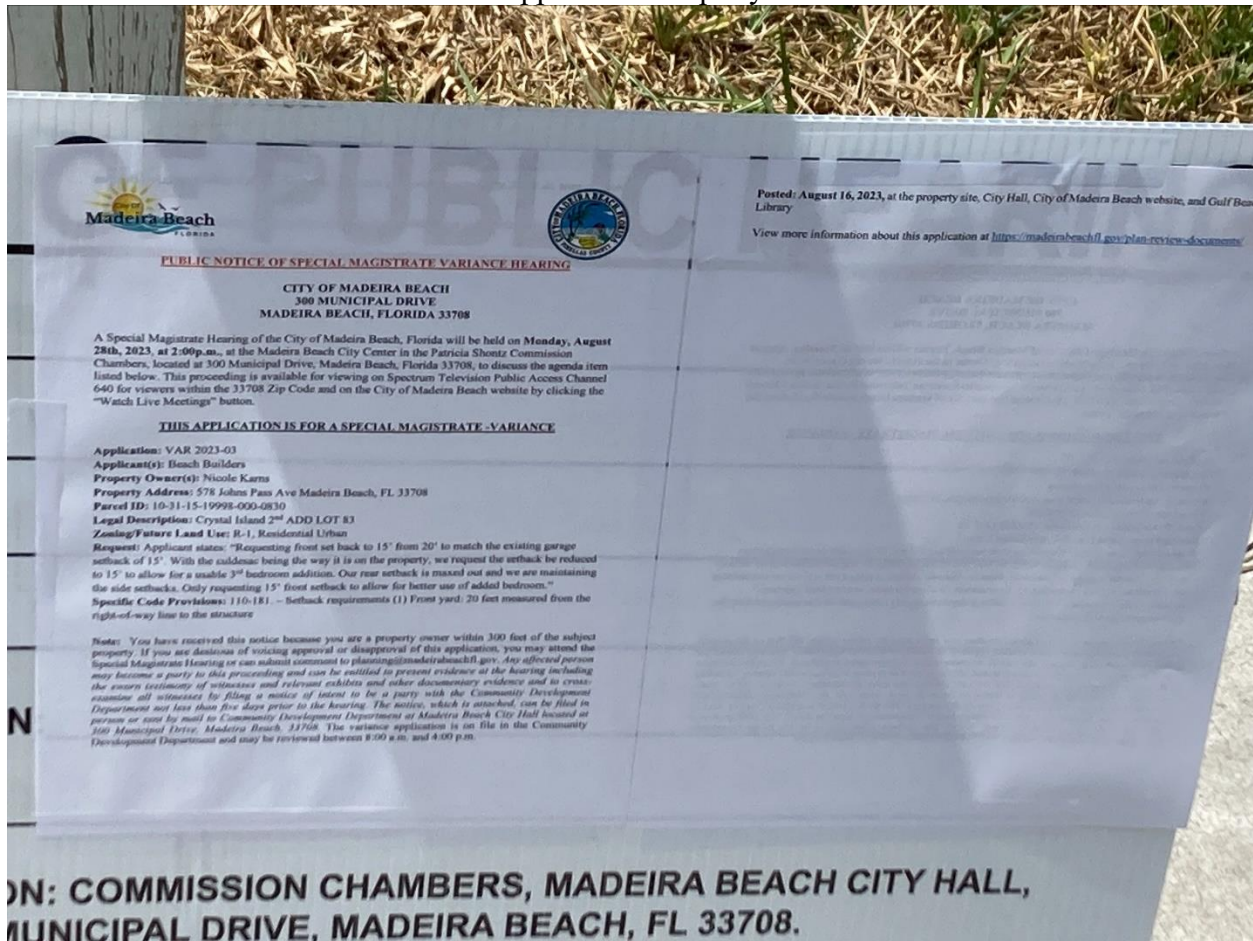 OF PUBLIC HEARIN
CITY OF
Madeira Beach
FLORIDA
MADEIRA BEACH, FLORIDA
PINELLAS COUNTY
PUBLIC NOTICE OF SPECIAL MAGISTRATE VARIANCE HEARING
CITY OF MADEIRA BEACH
300 MUNICIPAL DRIVE
MADEIRA BEACH, FLORIDA 33708
A Special Magistrate Hearing of the City of Madeira Beach, Florida will be held on Monday, August
28th, 2023, at 2:00p.m., at the Madeira Beach City Center in the Patricia Shontz Commission
Chambers, located at 300 Municipal Drive, Madeira Beach, Florida 33708, to discuss the agenda item
listed below. This proceeding is available for viewing on Spectrum Television Public Access Channel
640 for viewers within the 33708 Zip Code and on the City of Madeira Beach website by clicking the
"Watch Live Meetings" button.
THIS APPLICATION IS FOR A SPECIAL MAGISTRATE -VARIANCE
Application: VAR 2023-03
Applicant(s): Beach Builders
Property Owner(s): Nicole Karns
Property Address: 578 Johns Pass Ave Madeira Beach, FL 33708
Parcel ID: 10-31-15-19998-000-0830
Legal Description: Crystal Island 2nd ADD LOT 83
Zoning/Future Land Use: R-1, Residential Urban
Request: Applicant states: "Requesting front set back to 15' from 20' to match the existing garage
setback of 15'. With the culdesac being the way it is on the property, we request the setback be reduced
to 15' to allow for a usable 3rd bedroom addition. Our rear setback is maxed out and we are maintaining
the side setbacks. Only requesting 15' front setback to allow for better use of added bedroom."
Specific Code Provisions: 110-181. – Setback requirements (1) Front yard: 20 feet measured from the
right-of-way line to the structure
Note: You have received this notice because you are a property owner within 300 feet of the subject
property. If you are desirous of voicing approval or disapproval of this application, you may attend the
Special Magistrate Hearing or can submit comment to planning@madeirabeachfl.gov. Any affected person
may become a party to this proceeding and can be entitled to present evidence at the hearing including
the sworn testimony of witnesses and relevant exhibits and other documentary evidence and to cross-
examine all witnesses by filing a notice of intent to be a party with the Community Development
Department not less than five days prior to the hearing. The notice, which is attached, can be filed in
person or sent by mail to Community Development Department at Madeira Beach City Hall located at
300 Municipal Drive, Madeira Beach, 33708. The variance application is on file in the Community
Development Department and may be reviewed between 8:00 a.m. and 4:00 p.m.
Posted: August 16, 2023, at the property site, City Hall, City of Madeira Beach website, and Gulf Bea
Library
View more information about this application at https://madeirabeachfl.gov/plan-review-documents/
N
ON: COMMISSION CHAMBERS, MADEIRA BEACH CITY HALL,
MUNICIPAL DRIVE, MADEIRA BEACH, FL 33708.